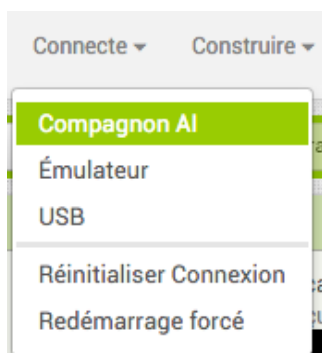 Connecte Construire
Compagnon AI
Émulateur
USB
Réinitialiser Connexion
Redémarrage forcé